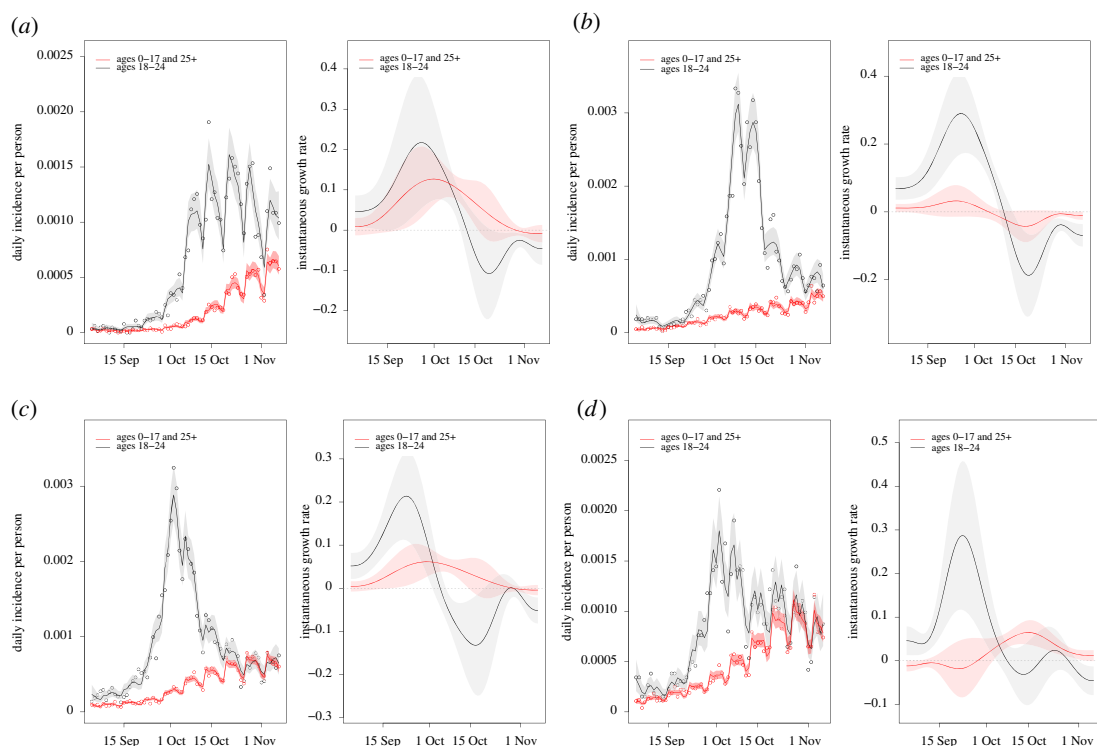 (a)
daily incidence per person
0.0025
0.0020
0.0015
0.0010
0.0005
0
ages 0–17 and 25+
ages 18–24
15 Sep 1 Oct 15 Oct 1 Nov
instantaneous growth rate
0.4
0.3
0.2
0.1
0
−0.1
−0.2
ages 0–17 and 25+
ages 18–24
15 Sep 1 Oct 15 Oct 1 Nov
(b)
daily incidence per person
0.003
0.002
0.001
0
ages 0–17 and 25+
ages 18–24
15 Sep 1 Oct 15 Oct 1 Nov
instantaneous growth rate
0.4
0.2
0
−0.2
ages 0–17 and 25+
ages 18–24
15 Sep 1 Oct 15 Oct 1 Nov
(c)
daily incidence per person
0.003
0.002
0.001
0
ages 0–17 and 25+
ages 18–24
15 Sep 1 Oct 15 Oct 1 Nov
instantaneous growth rate
0.3
0.2
0.1
0
−0.1
−0.2
−0.3
ages 0–17 and 25+
ages 18–24
15 Sep 1 Oct 15 Oct 1 Nov
(d)
daily incidence per person
0.0025
0.0020
0.0015
0.0010
0.0005
0
ages 0–17 and 25+
ages 18–24
15 Sep 1 Oct 15 Oct 1 Nov
instantaneous growth rate
0.5
0.4
0.3
0.2
0.1
0
−0.1
ages 0–17 and 25+
ages 18–24
15 Sep 1 Oct 15 Oct 1 Nov